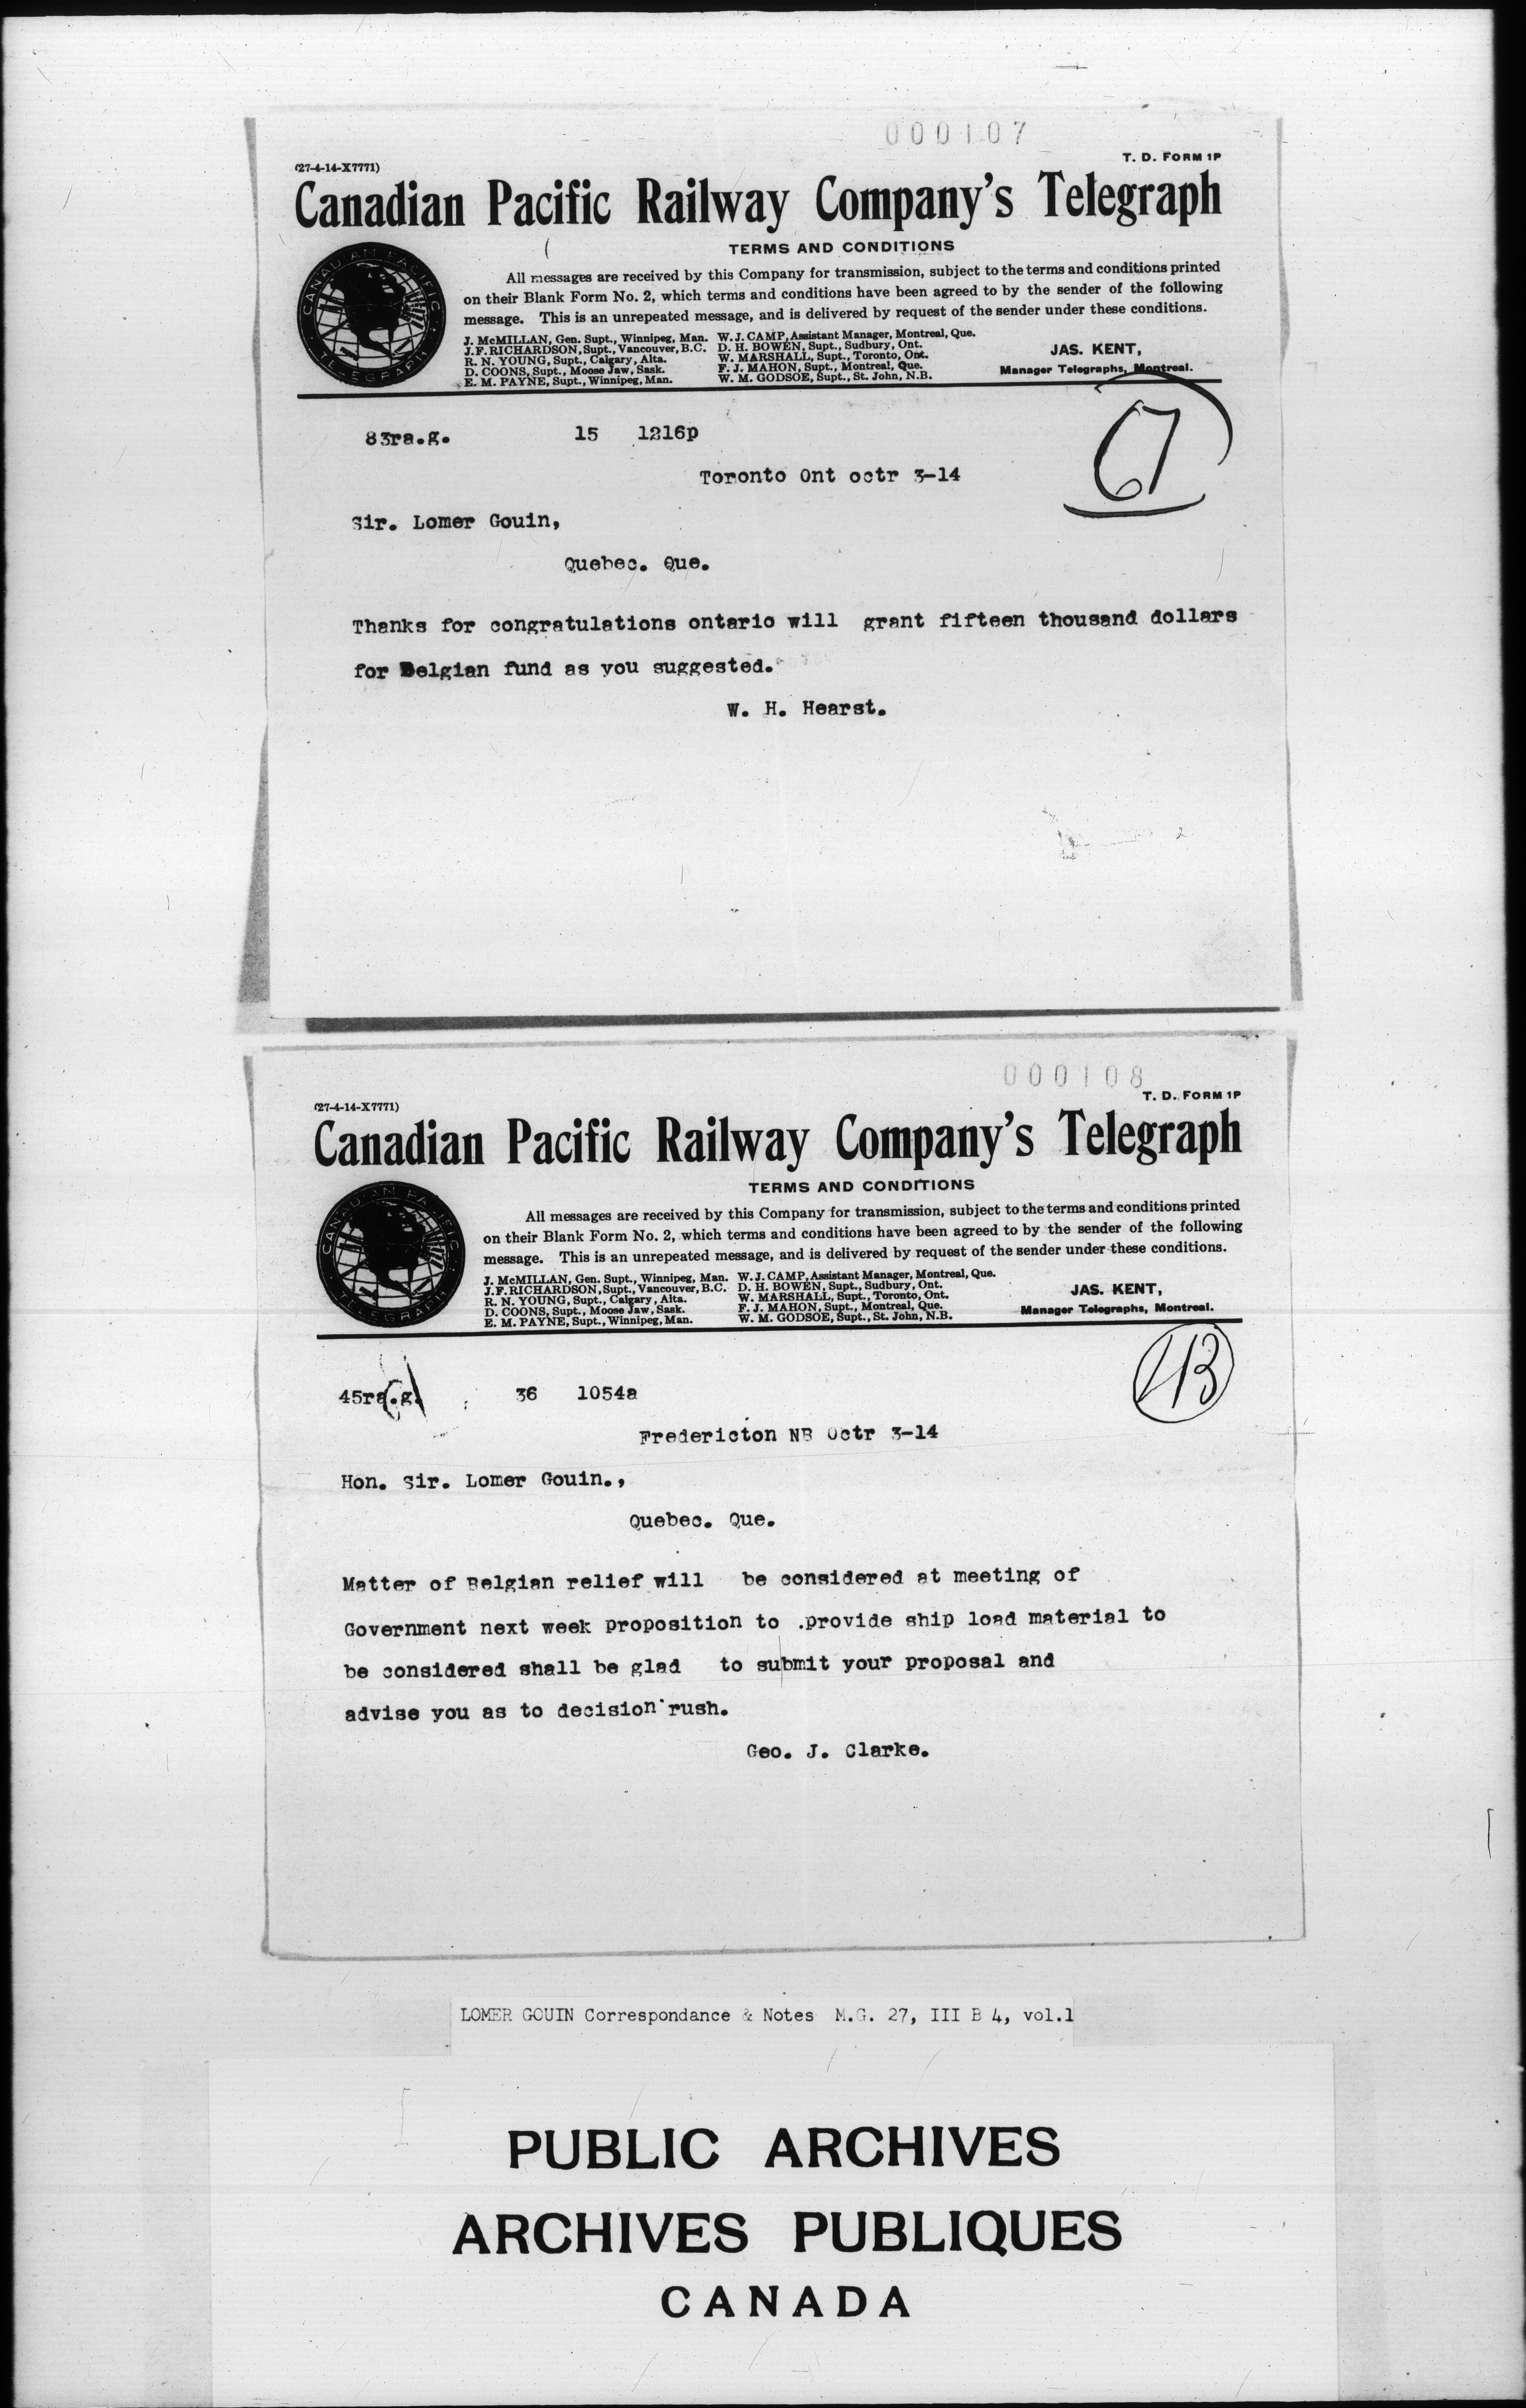 000107
(27-4-14-X7771)
T. D. FORM 1P
Canadian Pacific Railway Company's Telegraph
TERMS AND CONDITIONS
CANADIAN PACIFIC
TELEGRAPH
All messages are received by this Company for transmission, subject to the terms and conditions printed
on their Blank Form No. 2, which terms and conditions have been agreed to by the sender of the following
message. This is an unrepeated message, and is delivered by request of the sender under these conditions.
J. McMILLAN, Gen. Supt., Winnipeg, Man. W. J. CAMP, Assistant Manager, Montreal, Que.
J. F. RICHARDSON, Supt., Vancouver, B.C. D. H. BOWEN, Supt., Sudbury, Ont.
R. N. YOUNG, Supt., Calgary, Alta. W. MARSHALL, Supt., Toronto, Ont.
D. COONS, Supt., Moose Jaw, Sask. F. J. MAHON, Supt., Montreal, Que.
E. M. PAYNE, Supt., Winnipeg, Man. W. M. GODSOE, Supt., St. John, N.B.
JAS. KENT,
Manager Telegraphs, Montreal.
83ra.g. 15 1216p
67
Toronto Ont octr 3-14
Sir. Lomer Gouin,
Quebec. Que.
Thanks for congratulations ontario will grant fifteen thousand dollars
for Belgian fund as you suggested.
W. H. Hearst.
000108
(27-4-14-X7771)
T. D. FORM 1P
Canadian Pacific Railway Company's Telegraph
TERMS AND CONDITIONS
CANADIAN PACIFIC
TELEGRAPH
All messages are received by this Company for transmission, subject to the terms and conditions printed
on their Blank Form No. 2, which terms and conditions have been agreed to by the sender of the following
message. This is an unrepeated message, and is delivered by request of the sender under these conditions.
J. McMILLAN, Gen. Supt., Winnipeg, Man. W. J. CAMP, Assistant Manager, Montreal, Que.
J. F. RICHARDSON, Supt., Vancouver, B.C. D. H. BOWEN, Supt., Sudbury, Ont.
R. N. YOUNG, Supt., Calgary, Alta. W. MARSHALL, Supt., Toronto, Ont.
D. COONS, Supt., Moose Jaw, Sask. F. J. MAHON, Supt., Montreal, Que.
E. M. PAYNE, Supt., Winnipeg, Man. W. M. GODSOE, Supt., St. John, N.B.
JAS. KENT,
Manager Telegraphs, Montreal.
45ra.g. 36 1054a
Fredericton NB Octr 3-14
Hon. Sir. Lomer Gouin.,
Quebec. Que.
Matter of Belgian relief will be considered at meeting of
Government next week proposition to .provide ship load material to
be considered shall be glad to submit your proposal and
advise you as to decision rush.
Geo. J. Clarke.
LOMER GOUIN Correspondance & Notes M.G. 27, III B 4, vol.1
PUBLIC ARCHIVES
ARCHIVES PUBLIQUES
CANADA